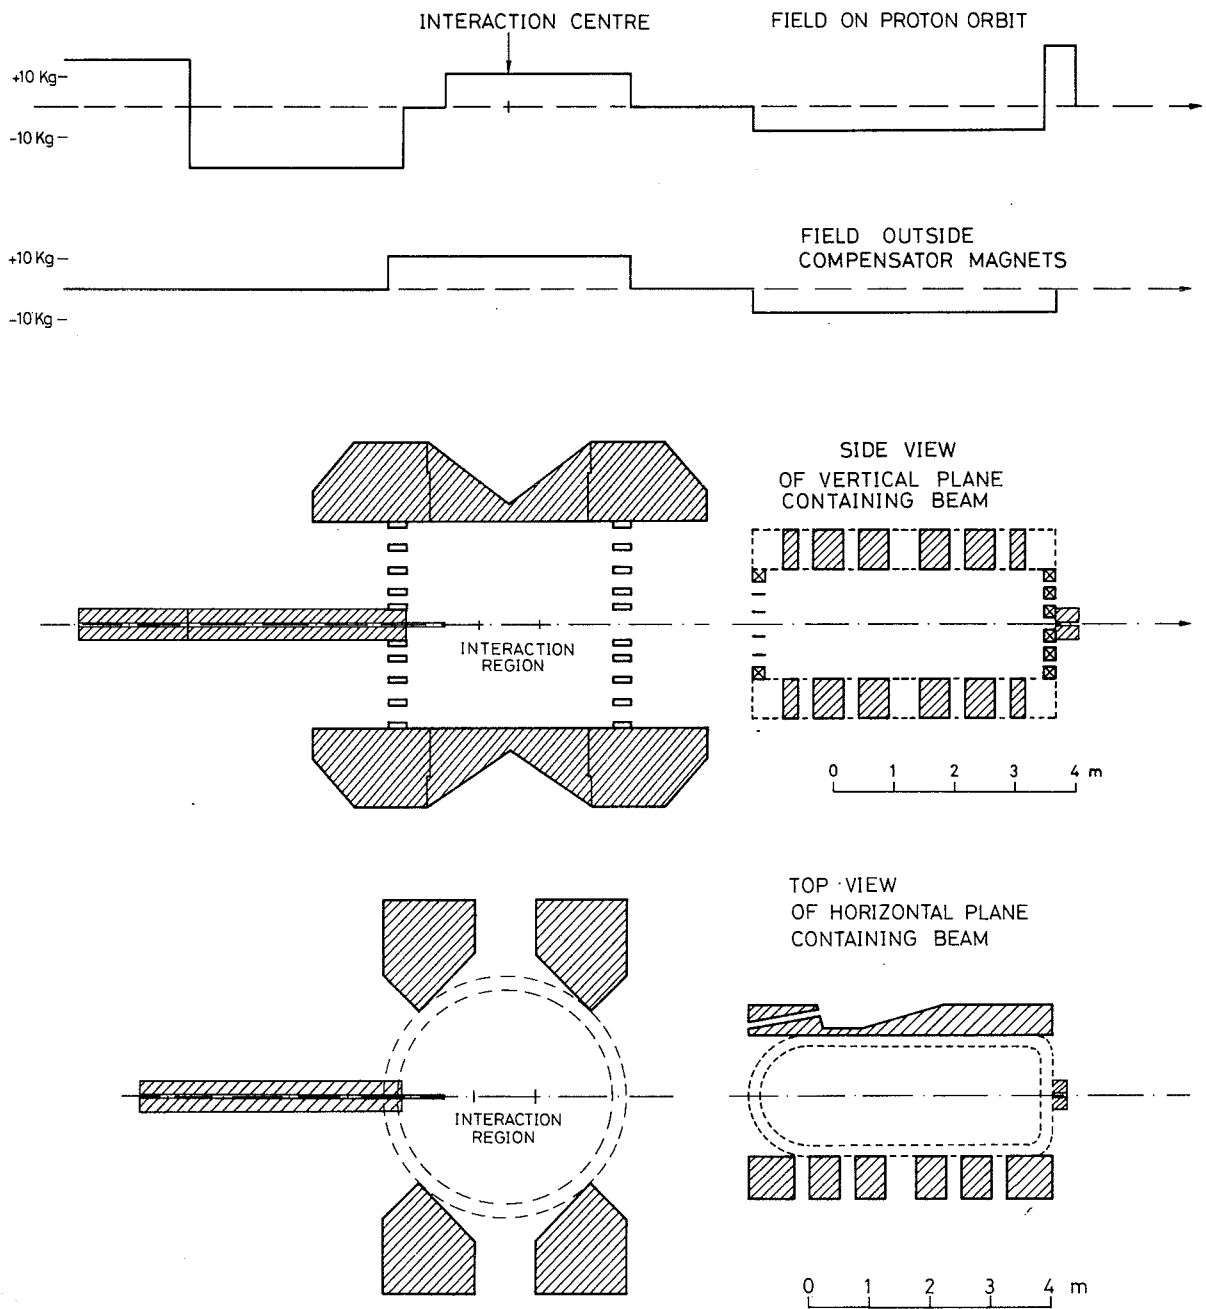 INTERACTION CENTRE
FIELD ON PROTON ORBIT
+10 Kg
-10 Kg
FIELD OUTSIDE
COMPENSATOR MAGNETS
+10 Kg
-10 Kg
SIDE VIEW
OF VERTICAL PLANE
CONTAINING BEAM
INTERACTION
REGION
0 1 2 3 4 m
TOP VIEW
OF HORIZONTAL PLANE
CONTAINING BEAM
INTERACTION
REGION
0 1 2 3 4 m